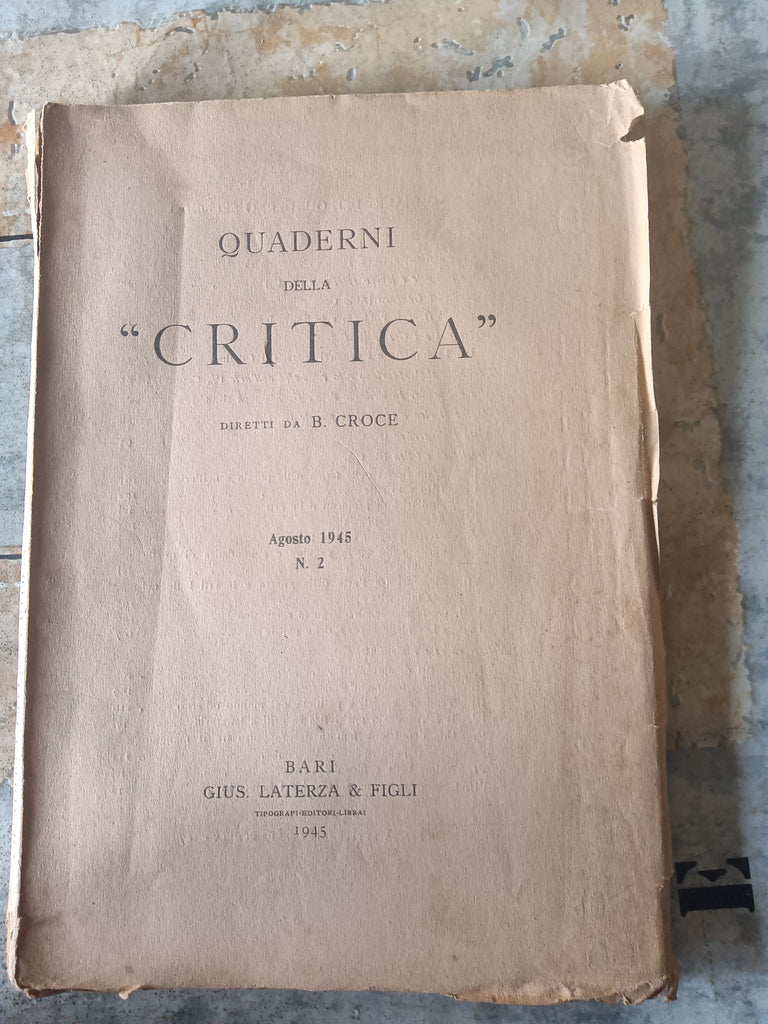 QUADERNI
DELLA
“CRITICA”
DIRETTI DA B. CROCE
Agosto 1945
N. 2
BARI
GIUS. LATERZA & FIGLI
TIPOGRAFI-EDITORI-LIBRAI
1945